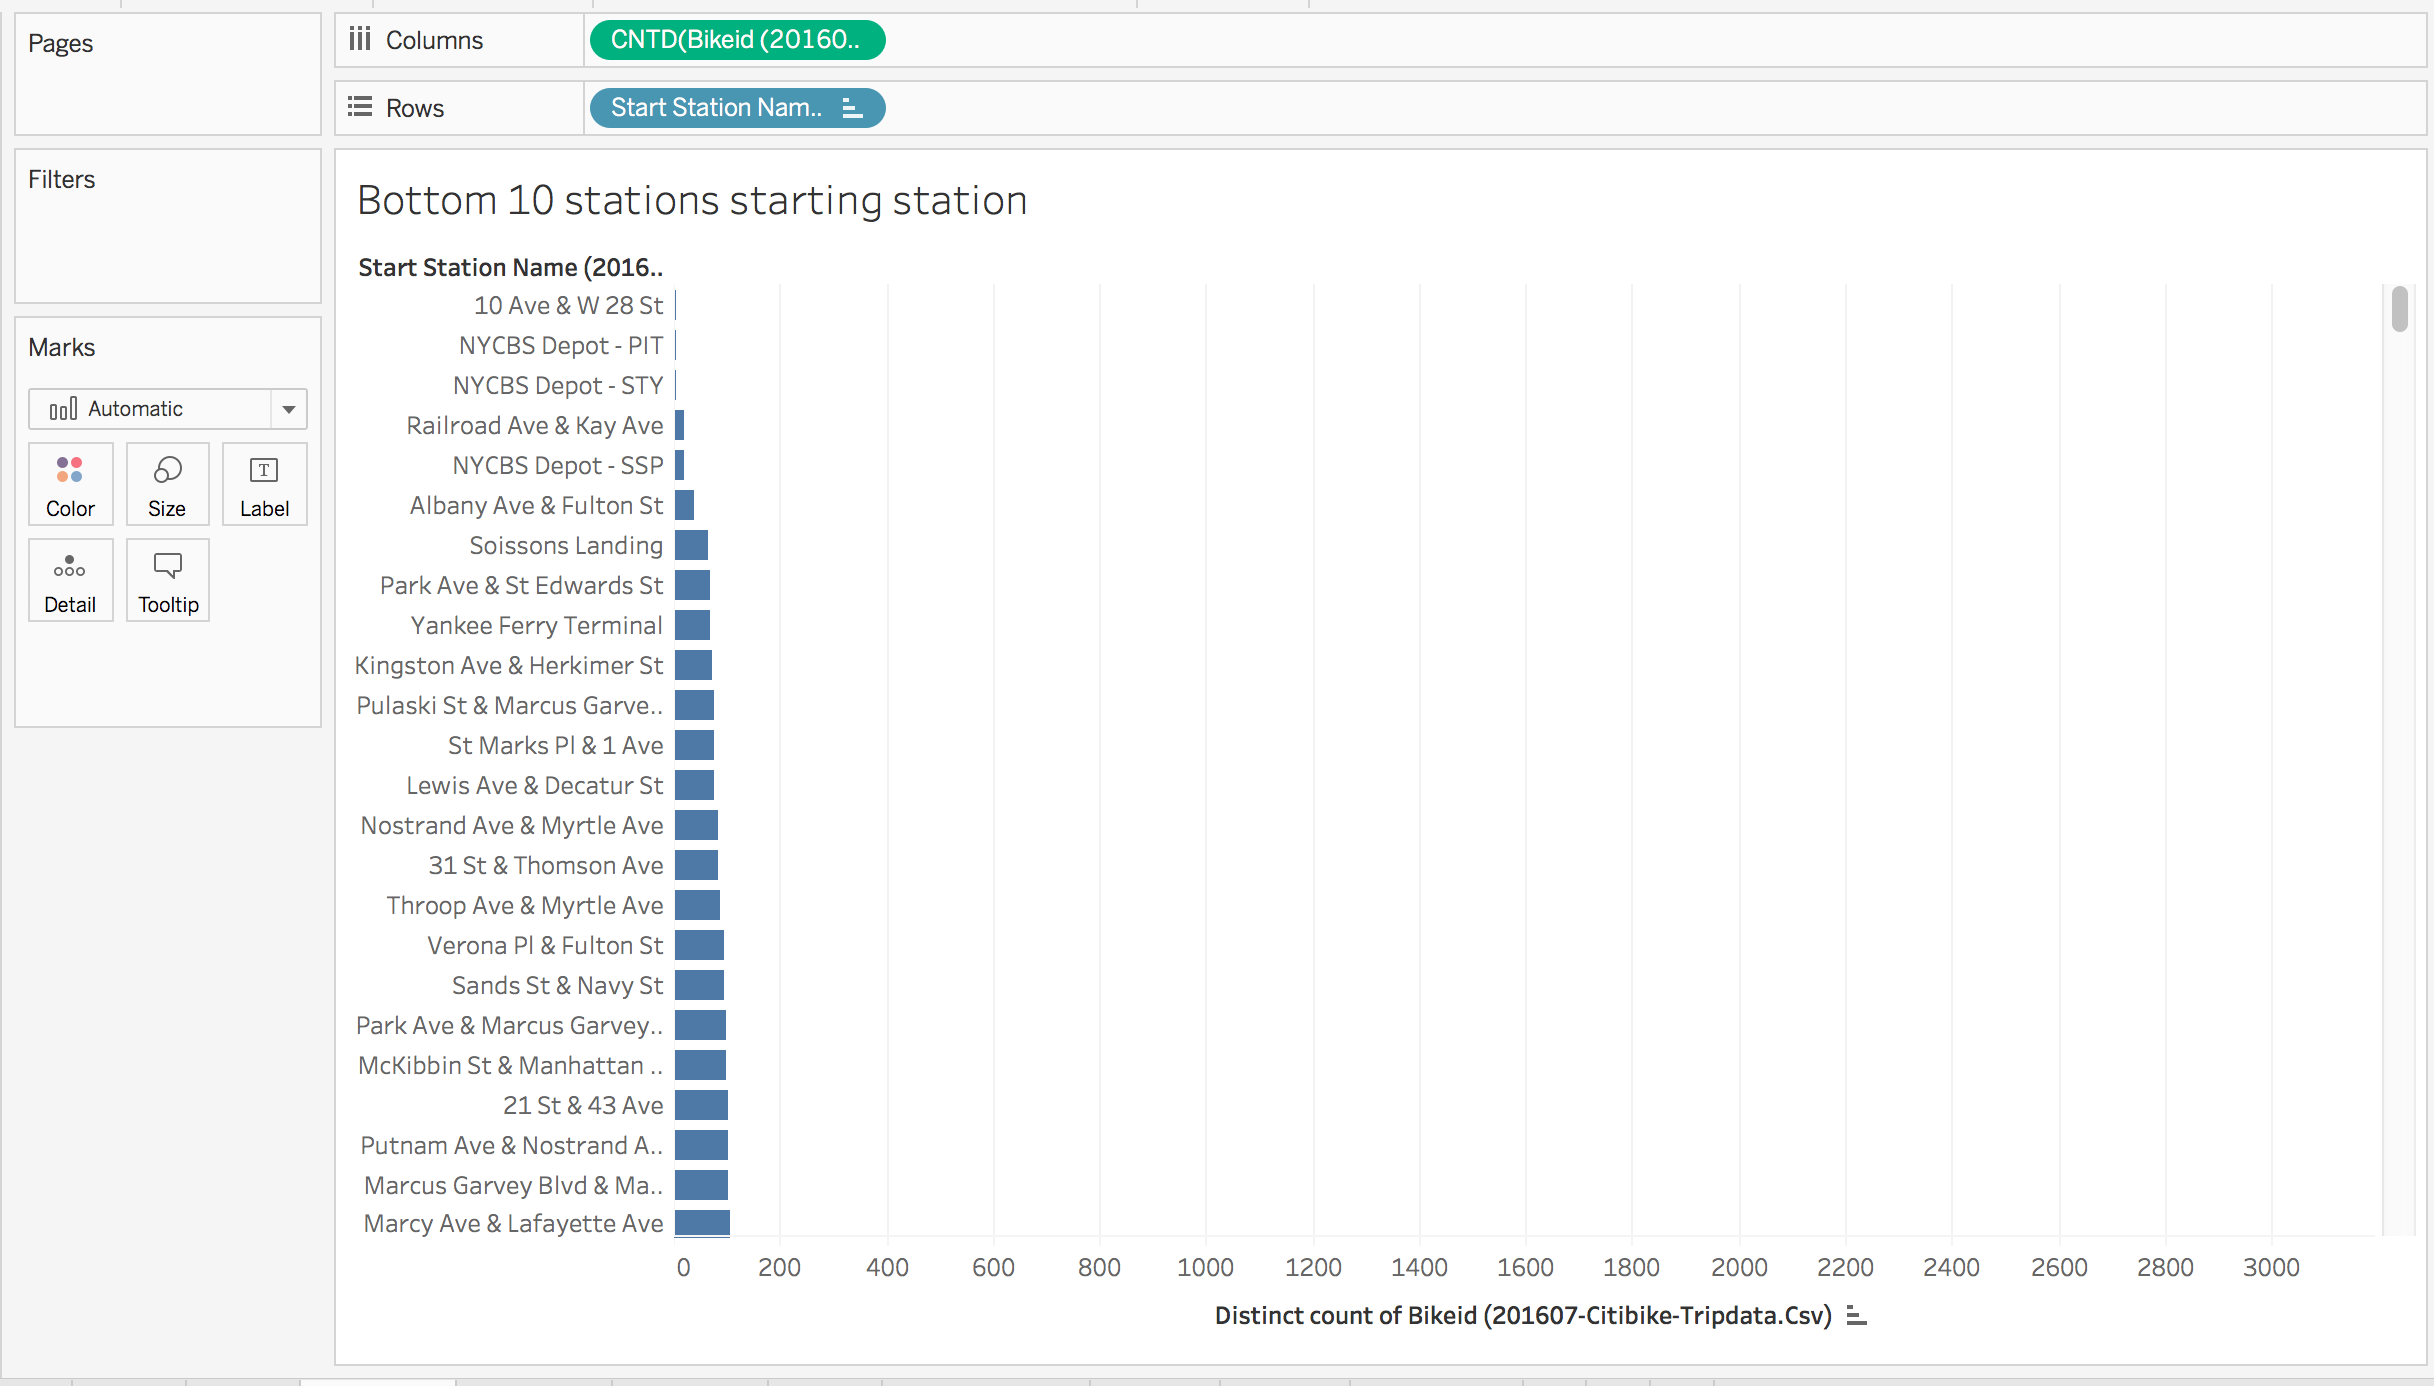 Pages
Columns
CNTD(Bikeid (20160..
Rows
Start Station Nam..
Filters
Marks
Automatic
Color
Size
Label
Detail
Tooltip
Bottom 10 stations starting station
Start Station Name (2016..
10 Ave & W 28 St
NYCBS Depot - PIT
NYCBS Depot - STY
Railroad Ave & Kay Ave
NYCBS Depot - SSP
Albany Ave & Fulton St
Soissons Landing
Park Ave & St Edwards St
Yankee Ferry Terminal
Kingston Ave & Herkimer St
Pulaski St & Marcus Garve..
St Marks Pl & 1 Ave
Lewis Ave & Decatur St
Nostrand Ave & Myrtle Ave
31 St & Thomson Ave
Throop Ave & Myrtle Ave
Verona Pl & Fulton St
Sands St & Navy St
Park Ave & Marcus Garvey..
McKibbin St & Manhattan ..
21 St & 43 Ave
Putnam Ave & Nostrand A..
Marcus Garvey Blvd & Ma..
Marcy Ave & Lafayette Ave
0 200 400 600 800 1000 1200 1400 1600 1800 2000 2200 2400 2600 2800 3000
Distinct count of Bikeid (201607-Citibike-Tripdata.Csv)